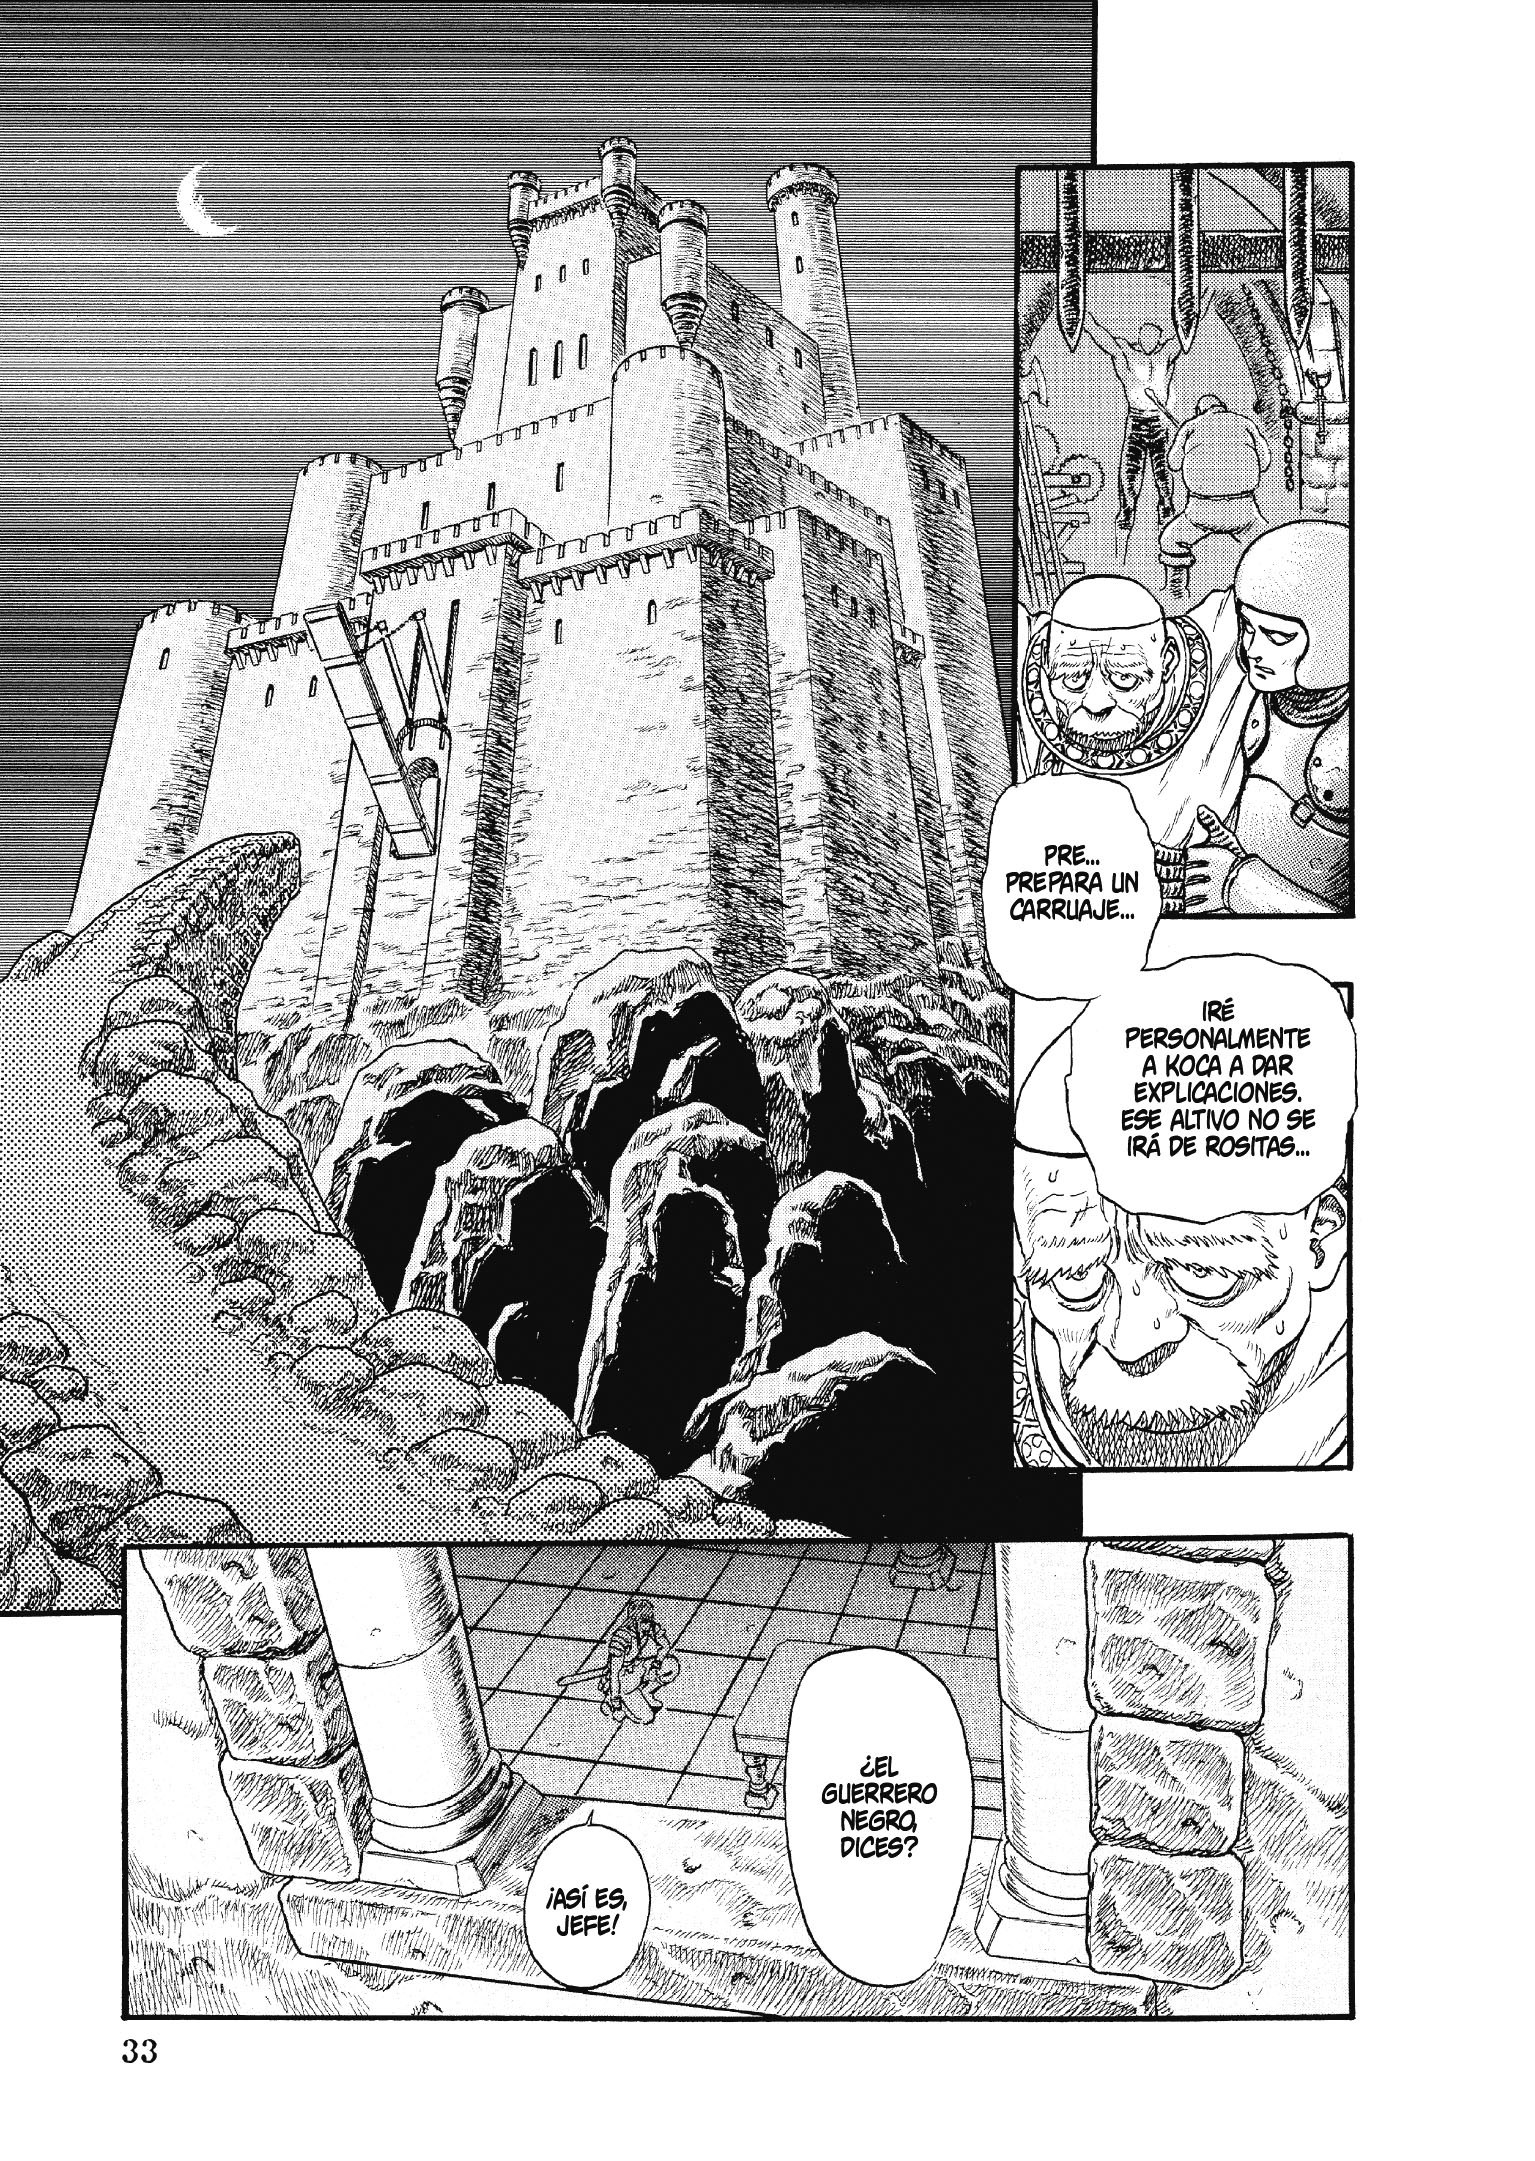 PRE...
PREPARA UN
CARRUAJE...
IRÉ
PERSONALMENTE
A KOCA A DAR
EXPLICACIONES.
ESE ALTIVO NO SE
IRÁ DE ROSITAS...
¿EL
GUERRERO
NEGRO,
DICES?
¡ASÍ ES,
JEFE!
33